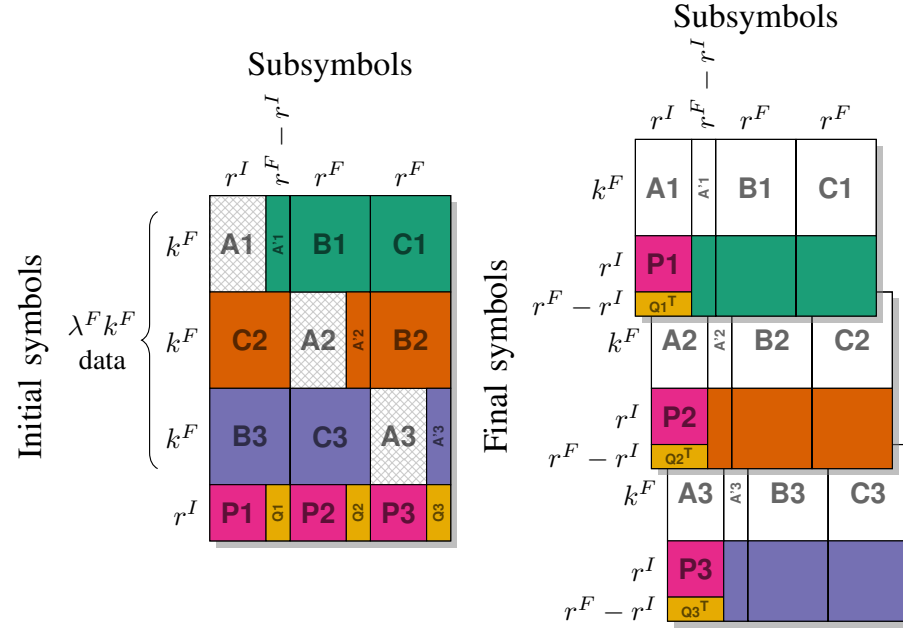 Subsymbols
r^I r^F − r^I r^F r^F
Initial symbols
λ^F k^F
data
k^F A1 A'1 B1 C1
k^F C2 A2 A'2 B2
k^F B3 C3 A3 A'3
r^I P1 Q1 P2 Q2 P3 Q3
Subsymbols
r^I r^F − r^I r^F r^F
Final symbols
k^F A1 A'1 B1 C1
r^I P1
r^F − r^I Q1^T
k^F A2 A'2 B2 C2
r^I P2
r^F − r^I Q2^T
k^F A3 A'3 B3 C3
r^I P3
r^F − r^I Q3^T